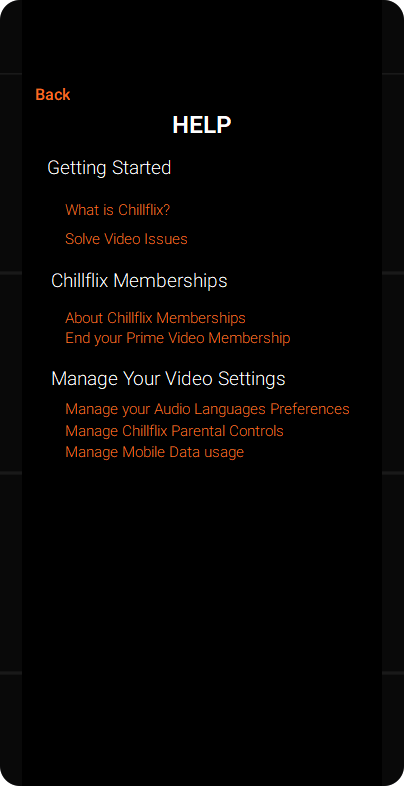 Back
HELP
Getting Started
What is Chillflix?
Solve Video Issues
Chillflix Memberships
About Chillflix Memberships
End your Prime Video Membership
Manage Your Video Settings
Manage your Audio Languages Preferences
Manage Chillflix Parental Controls
Manage Mobile Data usage